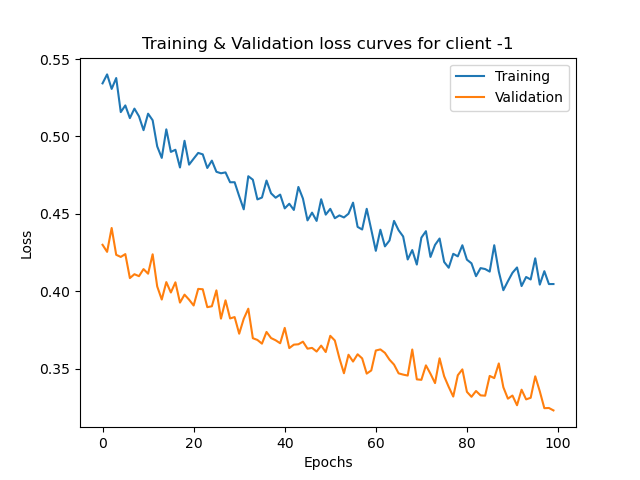 Training & Validation loss curves for client -1
Training
Validation
0.55
0.50
0.45
0.40
0.35
Loss
0
20
40
60
80
100
Epochs